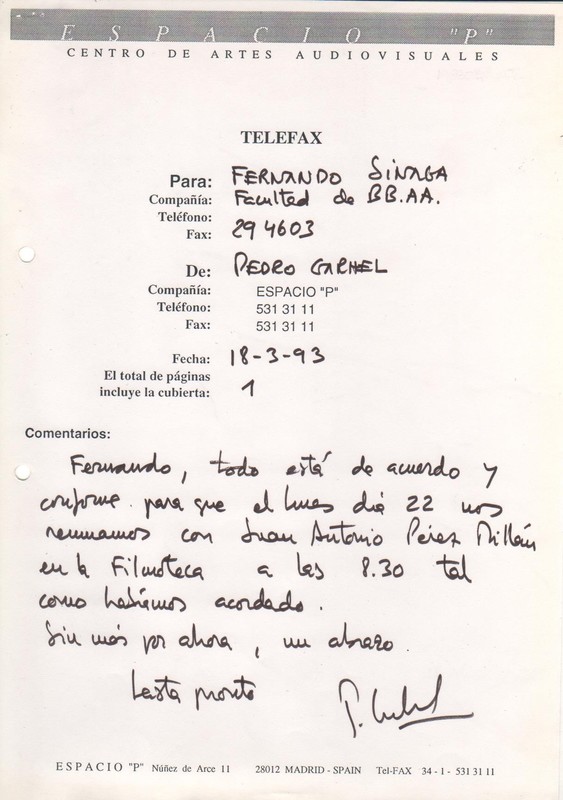 ESPACIO "P"
CENTRO DE ARTES AUDIOVISUALES
TELEFAX
Para: FERNANDO SINAGA
Compañía: Facultad de BB.AA.
Teléfono:
Fax: 294603
De: PEDRO GARHEL
Compañía: ESPACIO "P"
Teléfono: 531 31 11
Fax: 531 31 11
Fecha: 18-3-93
El total de páginas
incluye la cubierta: 1
Comentarios:
Fernando, todo está de acuerdo y
conforme para que el lunes día 22 nos
reunamos con Juan Antonio Pérez Millán
en la Filmoteca a las 8.30 tal
como habíamos acordado.
Sin más por ahora, un abrazo.
hasta pronto
ESPACIO "P" Núñez de Arce 11 28012 MADRID - SPAIN Tel-FAX 34 - 1 - 531 31 11